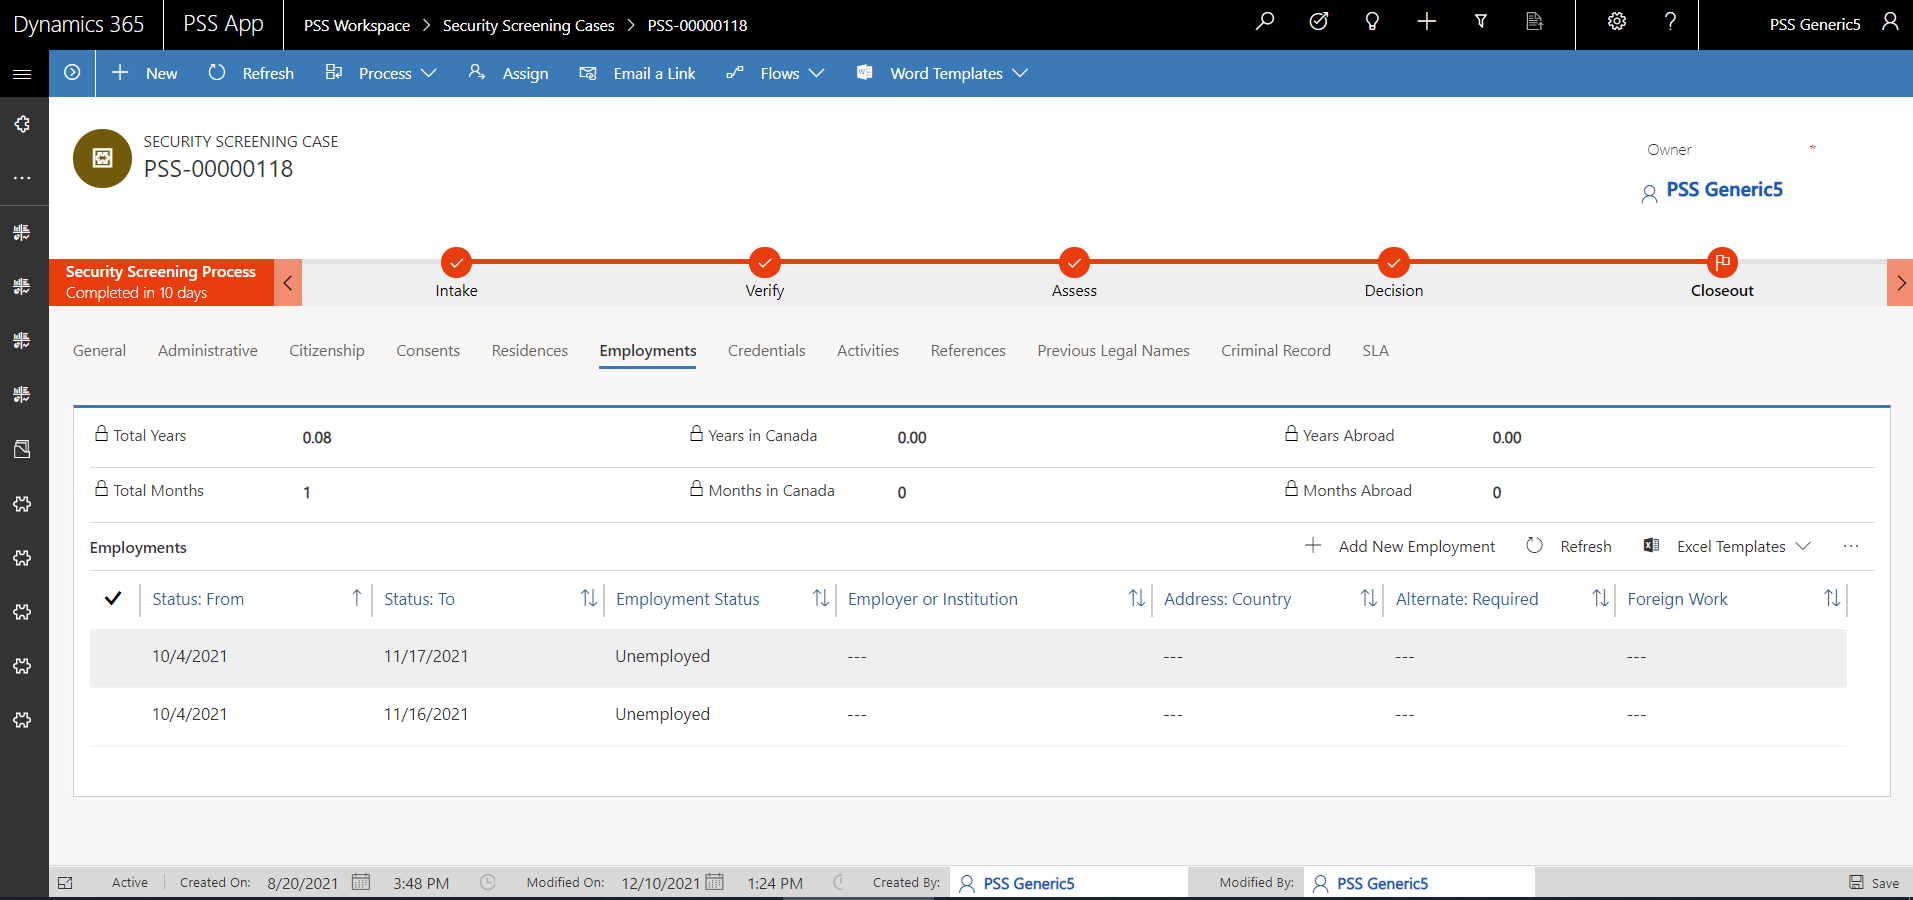 Dynamics 365 PSS App PSS Workspace > Security Screening Cases > PSS-00000118 ? PSS Generic5
New Refresh Process Assign Email a Link Flows Word Templates
SECURITY SCREENING CASE
PSS-00000118
Owner *
PSS Generic5
Security Screening Process
Completed in 10 days
Intake Verify Assess Decision Closeout
General Administrative Citizenship Consents Residences Employments Credentials Activities References Previous Legal Names Criminal Record SLA
Total Years 0.08 Years in Canada 0.00 Years Abroad 0.00
Total Months 1 Months in Canada 0 Months Abroad 0
Employments Add New Employment Refresh Excel Templates ...
Status: From Status: To Employment Status Employer or Institution Address: Country Alternate: Required Foreign Work
10/4/2021 11/17/2021 Unemployed --- --- --- ---
10/4/2021 11/16/2021 Unemployed --- --- --- ---
Active Created On: 8/20/2021 3:48 PM Modified On: 12/10/2021 1:24 PM Created By: PSS Generic5 Modified By: PSS Generic5 Save